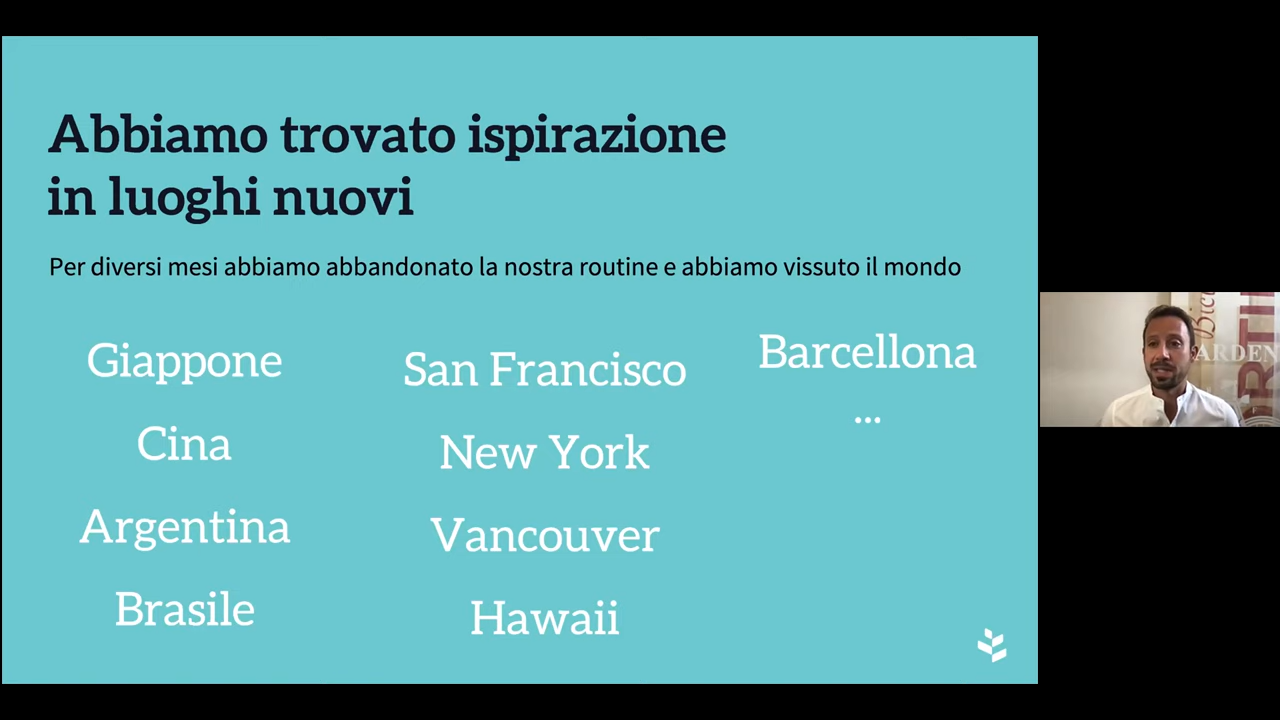 Abbiamo trovato ispirazione
in luoghi nuovi
Per diversi mesi abbiamo abbandonato la nostra routine e abbiamo vissuto il mondo
Giappone
Cina
Argentina
Brasile
San Francisco
New York
Vancouver
Hawaii
Barcellona
...
ARDEN